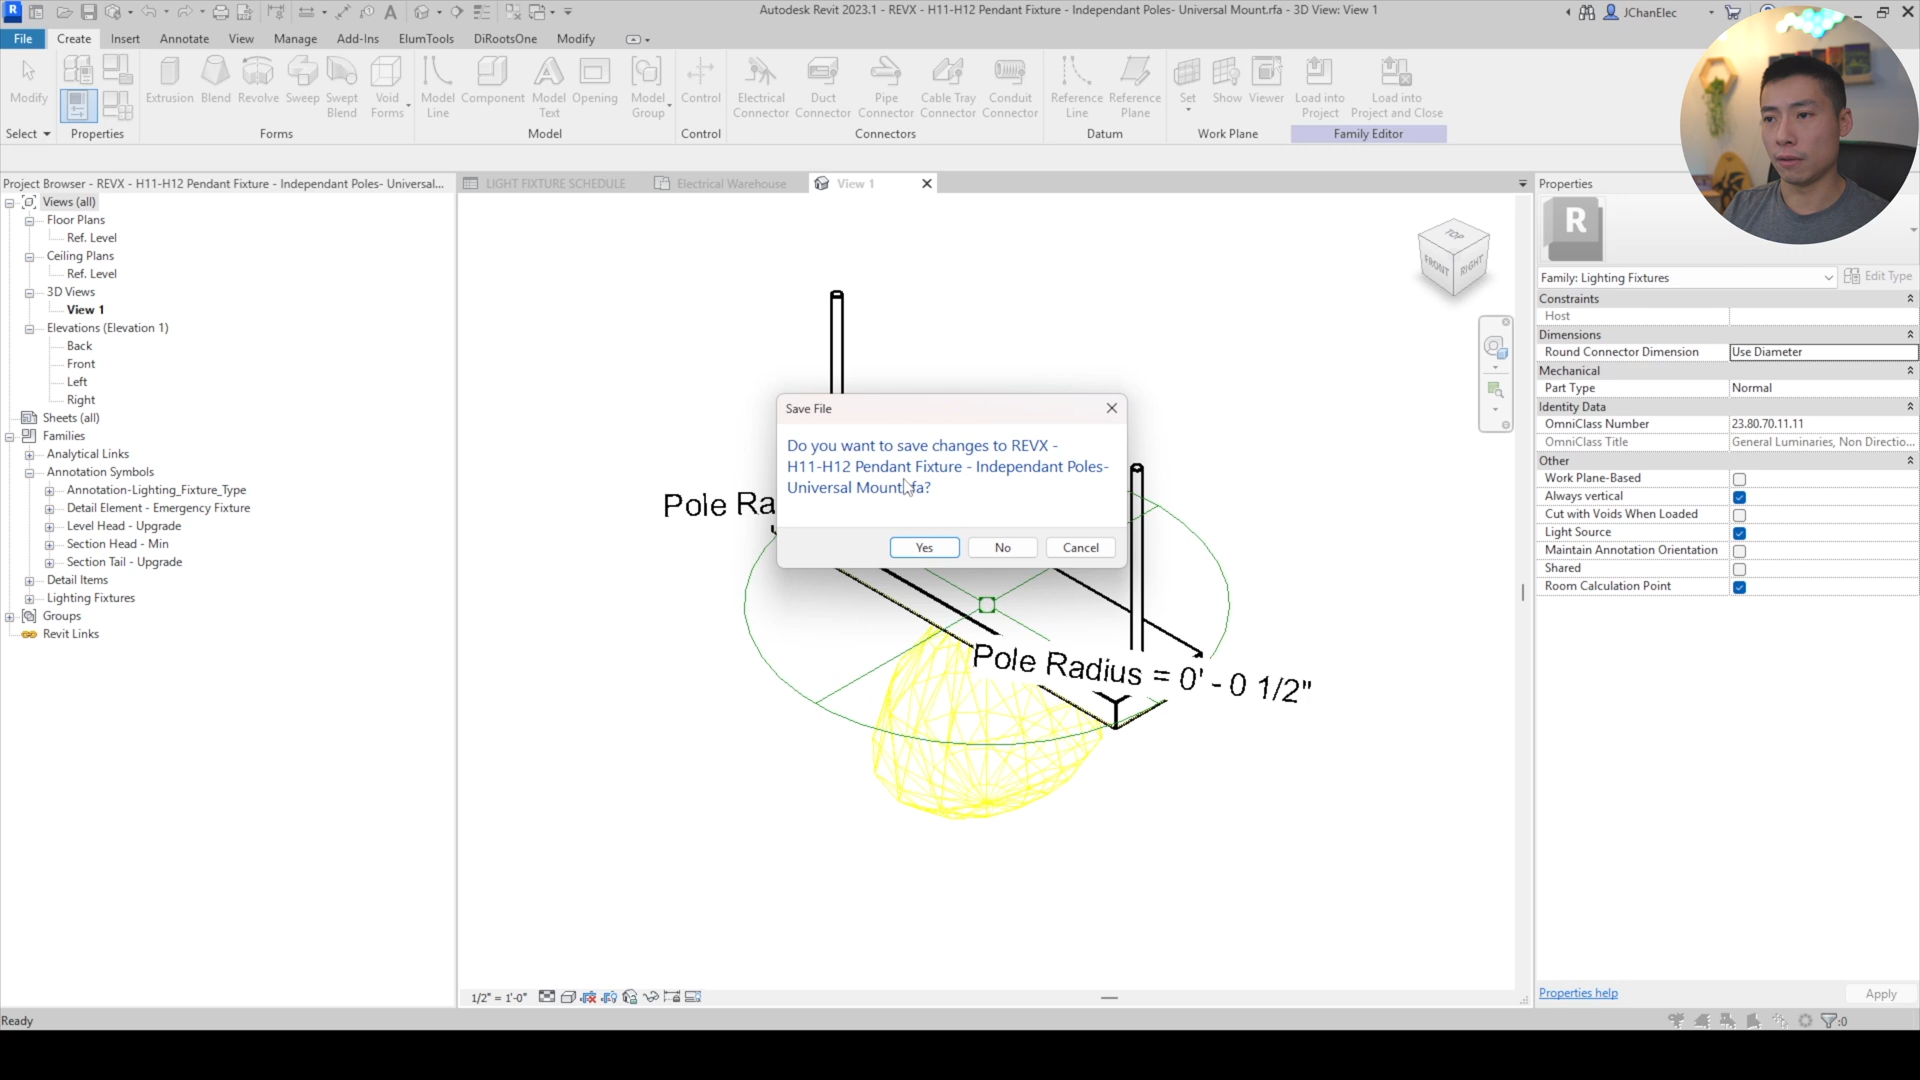 R
Autodesk Revit 2023.1 - REVX - H11-H12 Pendant Fixture - Independant Poles- Universal Mount.rfa - 3D View: View 1
JChanElec
File Create Insert Annotate View Manage Add-Ins ElumTools DiRootsOne Modify
Modify
Extrusion Blend Revolve Sweep Swept Blend Void Forms
Model Line Component Model Text Opening Model Group
Control
Electrical Connector Duct Connector Pipe Connector Cable Tray Connector Conduit Connector
Reference Line Reference Plane
Set Show Viewer
Load into Project Load into Project and Close
Select Properties Forms Model Control Connectors Datum Work Plane Family Editor
Project Browser - REVX - H11-H12 Pendant Fixture - Independant Poles- Universal...
Views (all)
Floor Plans
Ref. Level
Ceiling Plans
Ref. Level
3D Views
View 1
Elevations (Elevation 1)
Back
Front
Left
Right
Sheets (all)
Families
Analytical Links
Annotation Symbols
Annotation-Lighting_Fixture_Type
Detail Element - Emergency Fixture
Level Head - Upgrade
Section Head - Min
Section Tail - Upgrade
Detail Items
Lighting Fixtures
Groups
Revit Links
LIGHT FIXTURE SCHEDULE Electrical Warehouse View 1
TOP
FRONT RIGHT
Save File
Do you want to save changes to REVX -
H11-H12 Pendant Fixture - Independant Poles-
Universal Mount.rfa?
Yes No Cancel
Pole Ra
Pole Radius = 0' - 0 1/2"
1/2" = 1'-0"
Properties
R
Family: Lighting Fixtures Edit Type
Constraints
Host
Dimensions
Round Connector Dimension Use Diameter
Mechanical
Part Type Normal
Identity Data
OmniClass Number 23.80.70.11.11
OmniClass Title General Luminaries, Non Directio...
Other
Work Plane-Based
Always vertical
Cut with Voids When Loaded
Light Source
Maintain Annotation Orientation
Shared
Room Calculation Point
Properties help Apply
Ready
:0